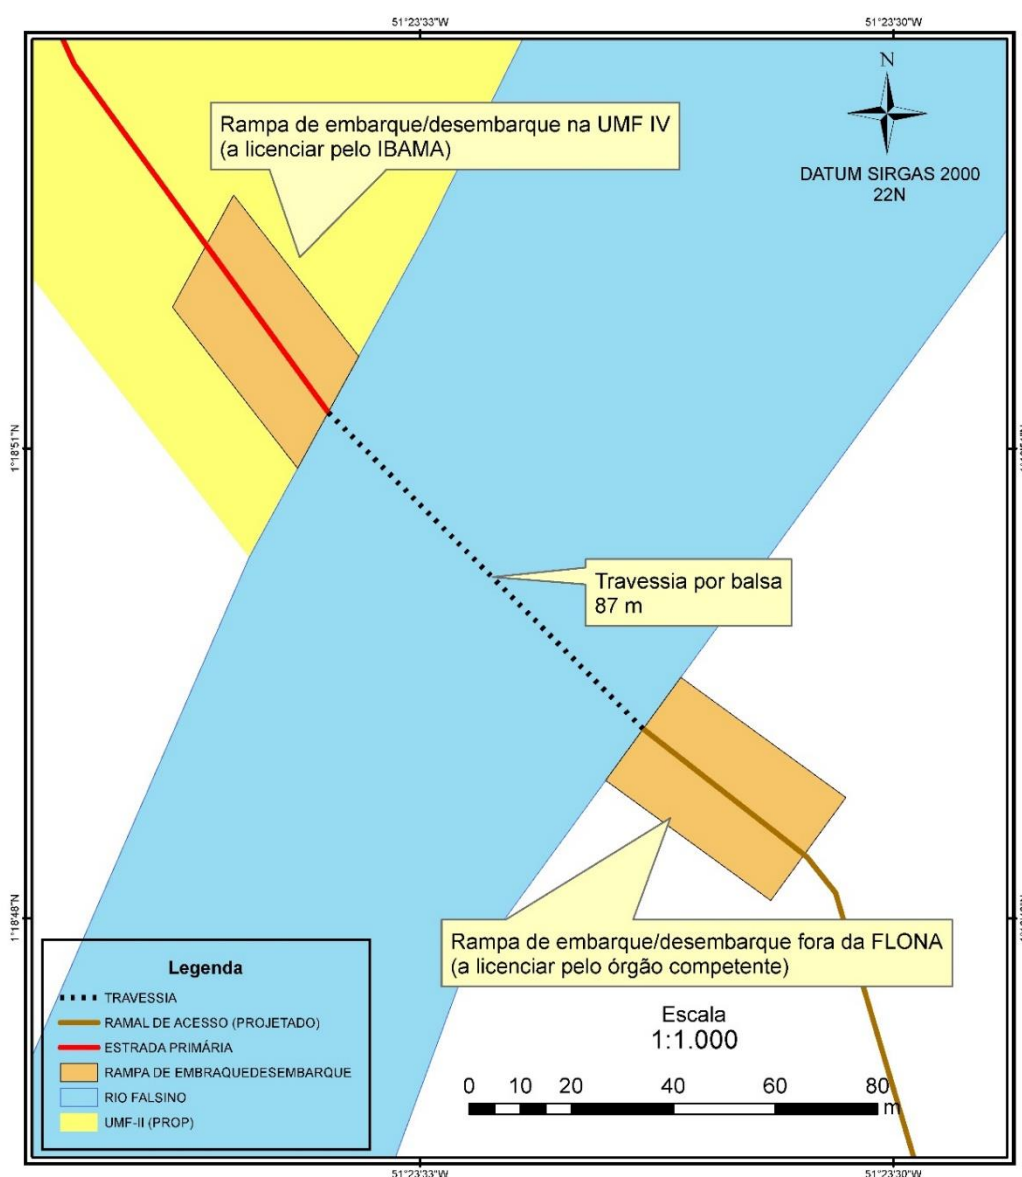 51°23'33"W
51°23'30"W
N
Rampa de embarque/desembarque na UMF IV
(a licenciar pelo IBAMA)
DATUM SIRGAS 2000
22N
1°18'51"N
Travessia por balsa
87 m
1°18'48"N
Rampa de embarque/desembarque fora da FLONA
(a licenciar pelo órgão competente)
Legenda
TRAVESSIA
RAMAL DE ACESSO (PROJETADO)
ESTRADA PRIMÁRIA
RAMPA DE EMBRAQUEDESEMBARQUE
RIO FALSINO
UMF-II (PROP)
Escala
1:1.000
0 10 20 40 60 80
m
51°23'33"W
51°23'30"W